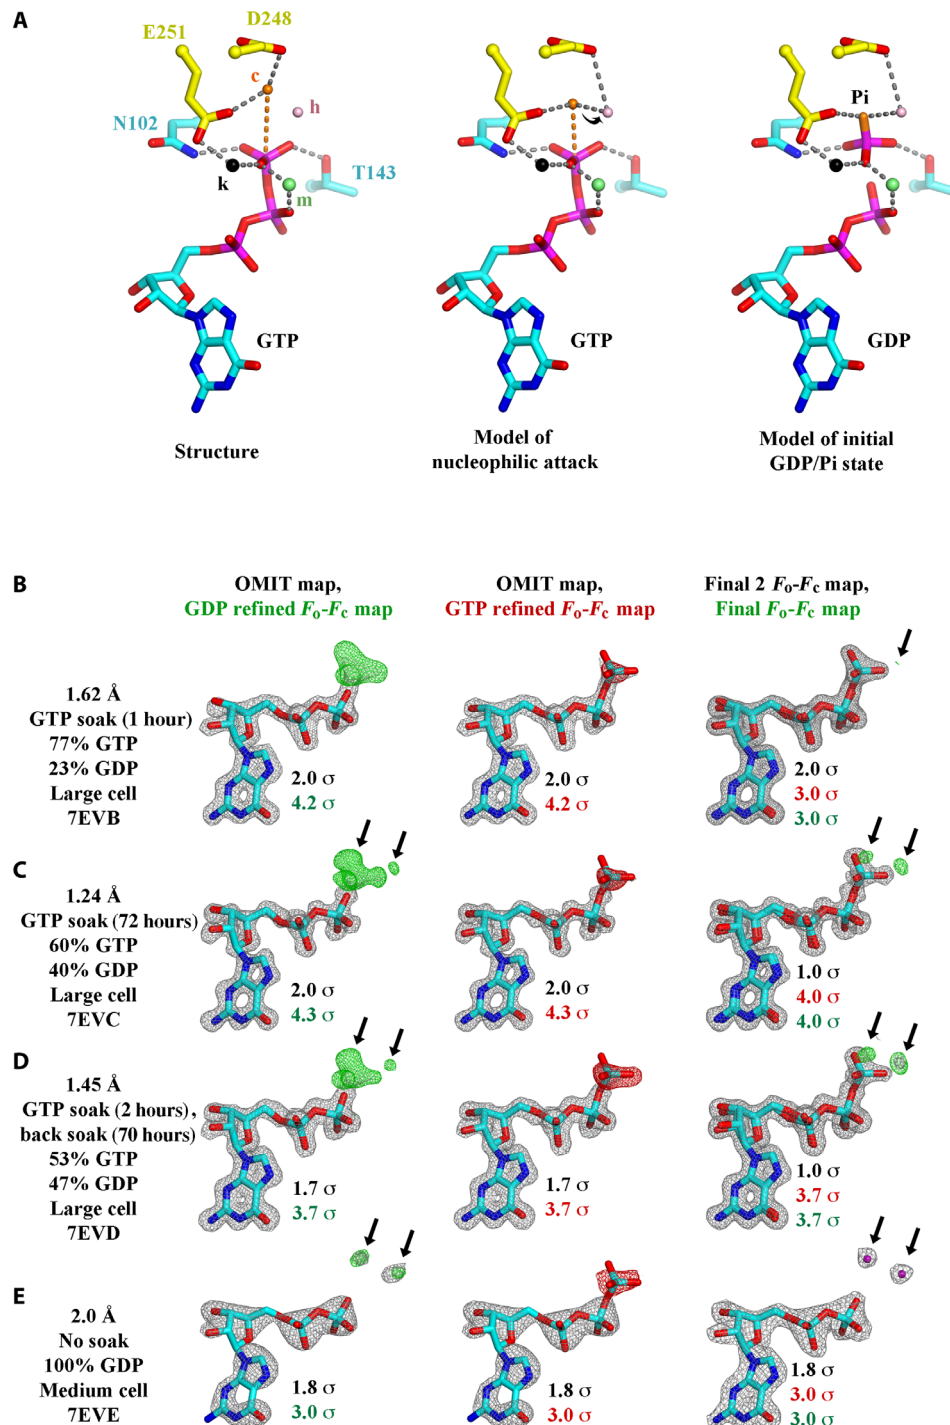 A
E251
D248
c
h
N102
k
T143
m
GTP
Structure
GTP
Model of
nucleophilic attack
Pi
GDP
Model of initial
GDP/Pi state
B
OMIT map,
GDP refined Fo-Fc map
OMIT map,
GTP refined Fo-Fc map
Final 2 Fo-Fc map,
Final Fo-Fc map
1.62 Å
GTP soak (1 hour)
77% GTP
23% GDP
Large cell
7EVB
2.0 σ
4.2 σ
2.0 σ
4.2 σ
2.0 σ
3.0 σ
3.0 σ
C
1.24 Å
GTP soak (72 hours)
60% GTP
40% GDP
Large cell
7EVC
2.0 σ
4.3 σ
2.0 σ
4.3 σ
1.0 σ
4.0 σ
4.0 σ
D
1.45 Å
GTP soak (2 hours),
back soak (70 hours)
53% GTP
47% GDP
Large cell
7EVD
1.7 σ
3.7 σ
1.7 σ
3.7 σ
1.0 σ
3.7 σ
3.7 σ
E
2.0 Å
No soak
100% GDP
Medium cell
7EVE
1.8 σ
3.0 σ
1.8 σ
3.0 σ
1.8 σ
3.0 σ
3.0 σ